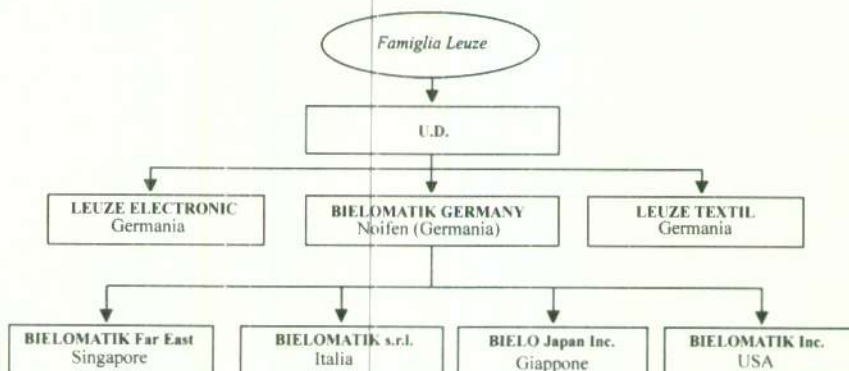 Famiglia Leuze
U.D.
LEUZE ELECTRONIC
Germania
BIELOMATIK GERMANY
Noifen (Germania)
LEUZE TEXTIL
Germania
BIELOMATIK Far East
Singapore
BIELOMATIK s.r.l.
Italia
BIELO Japan Inc.
Giappone
BIELOMATIK Inc.
USA